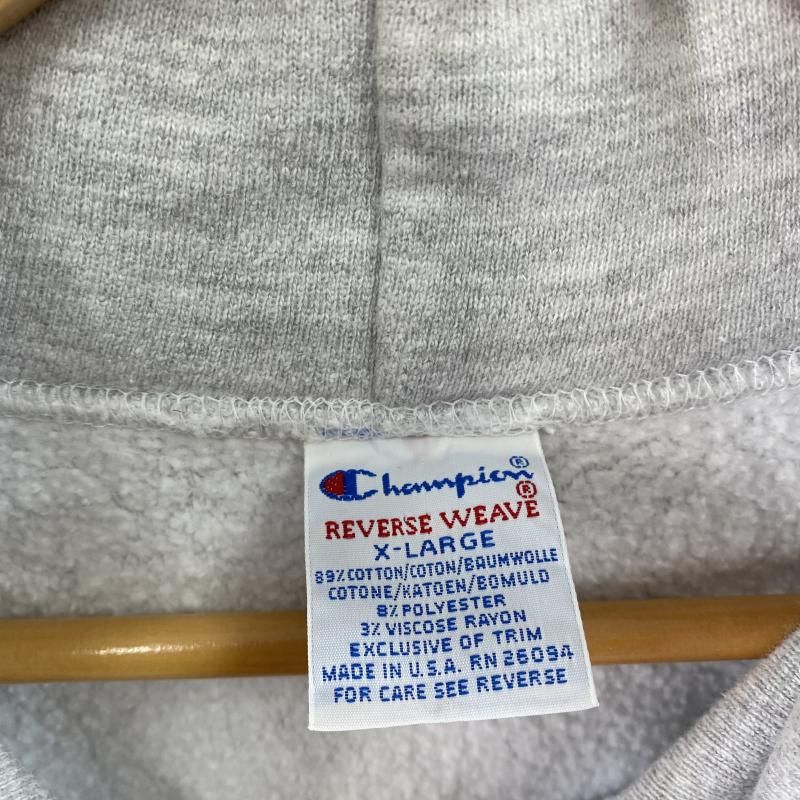 Champion®
REVERSE WEAVE®
X-LARGE
89% COTTON/COTON/BAUMWOLLE
COTONE/KATOEN/BOMULD
8% POLYESTER
3% VISCOSE RAYON
EXCLUSIVE OF TRIM
MADE IN U.S.A. RN 26094
FOR CARE SEE REVERSE